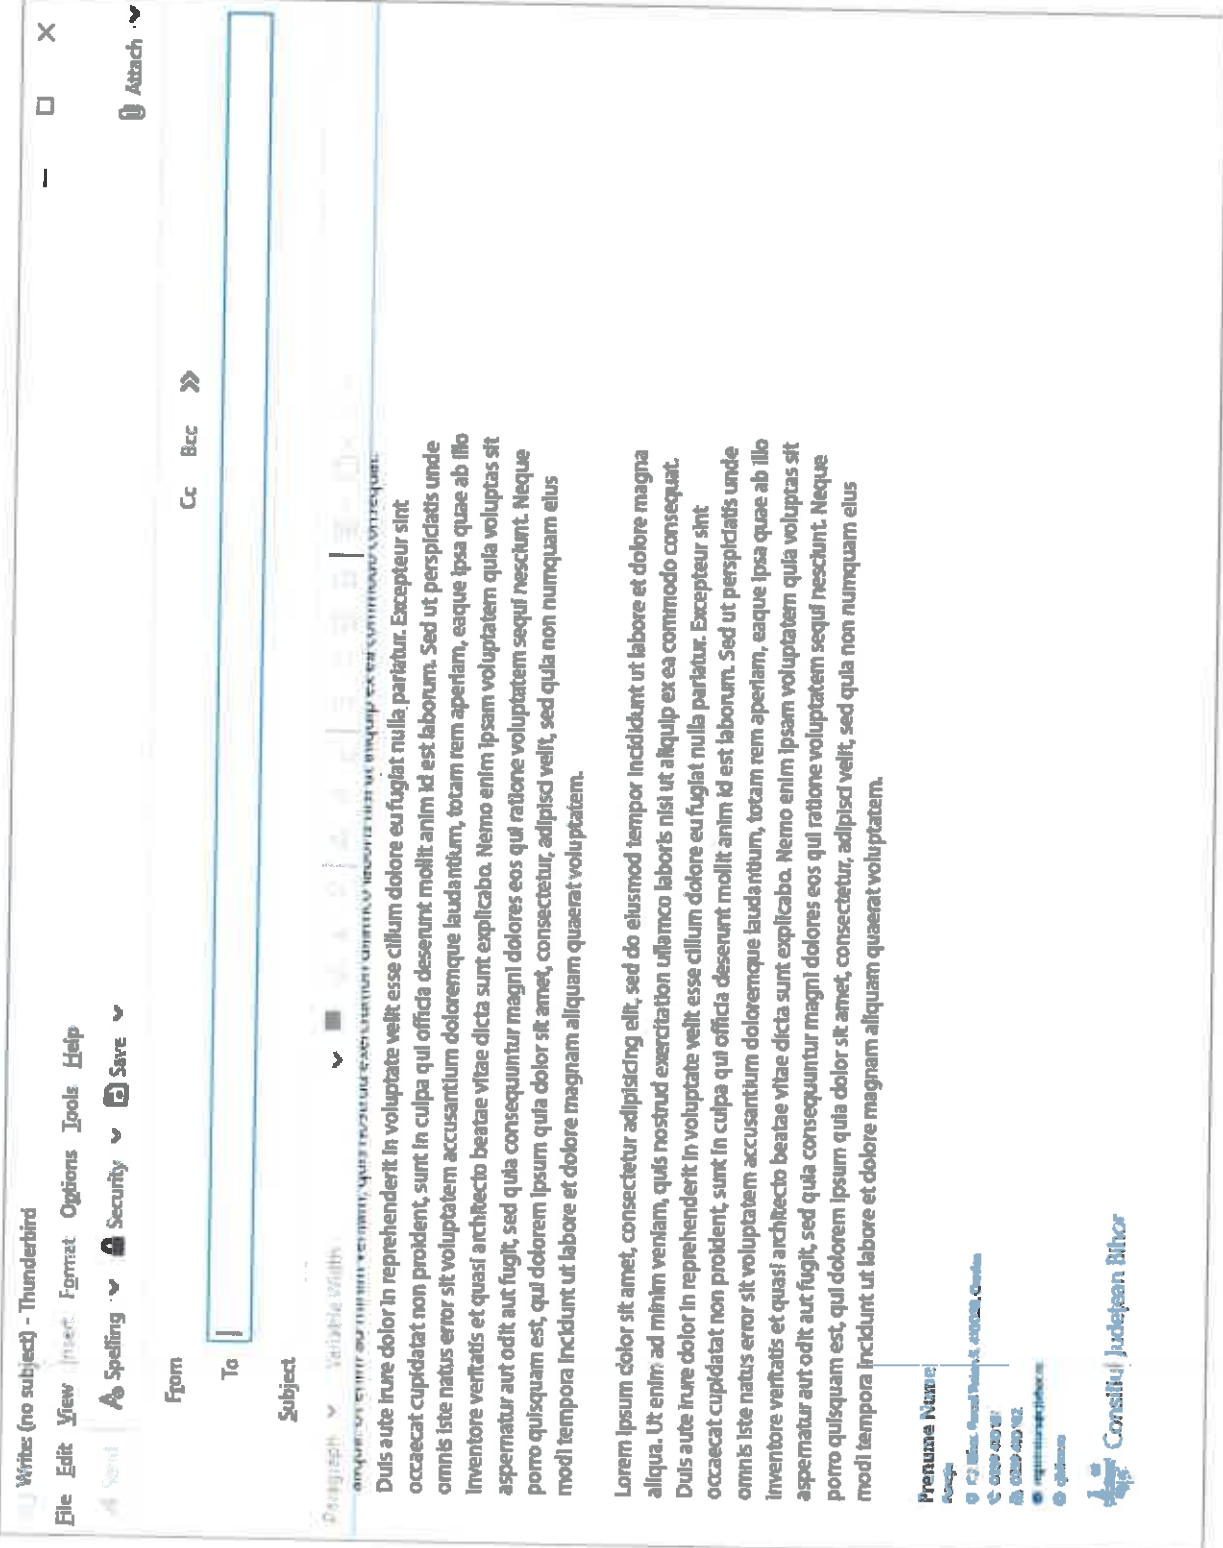 Write: (no subject) - Thunderbird
File Edit View Insert Format Options Tools Help
Send Spelling Security Save Attach
From Cc Bcc
To
Subject
Paragraph Variable Width
aliquip ex ea commodo consequat.
Duis aute irure dolor in reprehenderit in voluptate velit esse cillum dolore eu fugiat nulla pariatur. Excepteur sint
occaecat cupidatat non proident, sunt in culpa qui officia deserunt mollit anim id est laborum. Sed ut perspiciatis unde
omnis iste natus error sit voluptatem accusantium doloremque laudantium, totam rem aperiam, eaque ipsa quae ab illo
inventore veritatis et quasi architecto beatae vitae dicta sunt explicabo. Nemo enim ipsam voluptatem quia voluptas sit
aspernatur aut odit aut fugit, sed quia consequuntur magni dolores eos qui ratione voluptatem sequi nesciunt. Neque
porro quisquam est, qui dolorem ipsum quia dolor sit amet, consectetur, adipisci velit, sed quia non numquam eius
modi tempora incidunt ut labore et dolore magnam aliquam quaerat voluptatem.
Lorem ipsum dolor sit amet, consectetur adipisicing elit, sed do eiusmod tempor incididunt ut labore et dolore magna
aliqua. Ut enim ad minim veniam, quis nostrud exercitation ullamco laboris nisi ut aliquip ex ea commodo consequat.
Duis aute irure dolor in reprehenderit in voluptate velit esse cillum dolore eu fugiat nulla pariatur. Excepteur sint
occaecat cupidatat non proident, sunt in culpa qui officia deserunt mollit anim id est laborum. Sed ut perspiciatis unde
omnis iste natus error sit voluptatem accusantium doloremque laudantium, totam rem aperiam, eaque ipsa quae ab illo
inventore veritatis et quasi architecto beatae vitae dicta sunt explicabo. Nemo enim ipsam voluptatem quia voluptas sit
aspernatur aut odit aut fugit, sed quia consequuntur magni dolores eos qui ratione voluptatem sequi nesciunt. Neque
porro quisquam est, qui dolorem ipsum quia dolor sit amet, consectetur, adipisci velit, sed quia non numquam eius
modi tempora incidunt ut labore et dolore magnam aliquam quaerat voluptatem.
Prenume Nume
Consiliul Județean Bihor